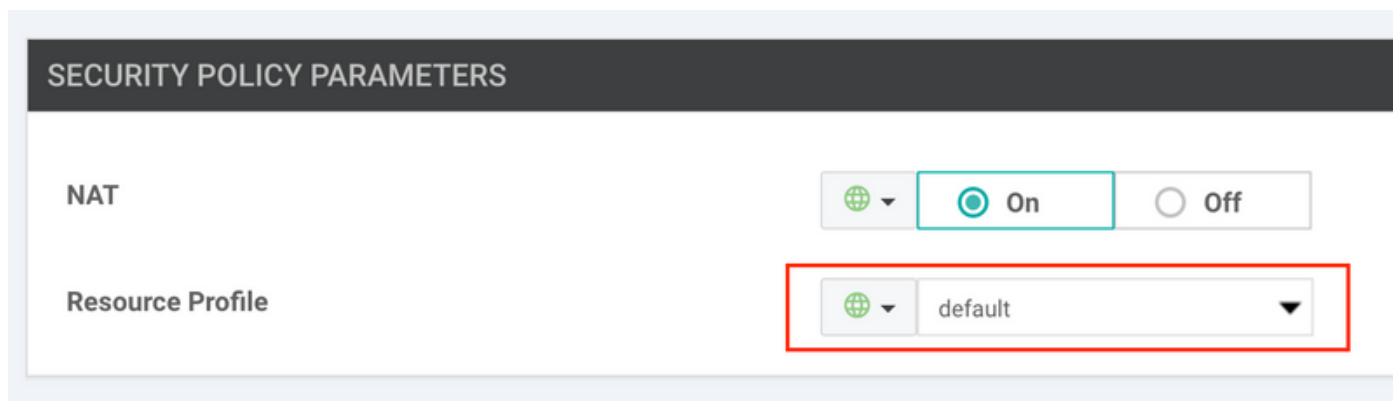 SECURITY POLICY PARAMETERS
NAT On Off
Resource Profile default